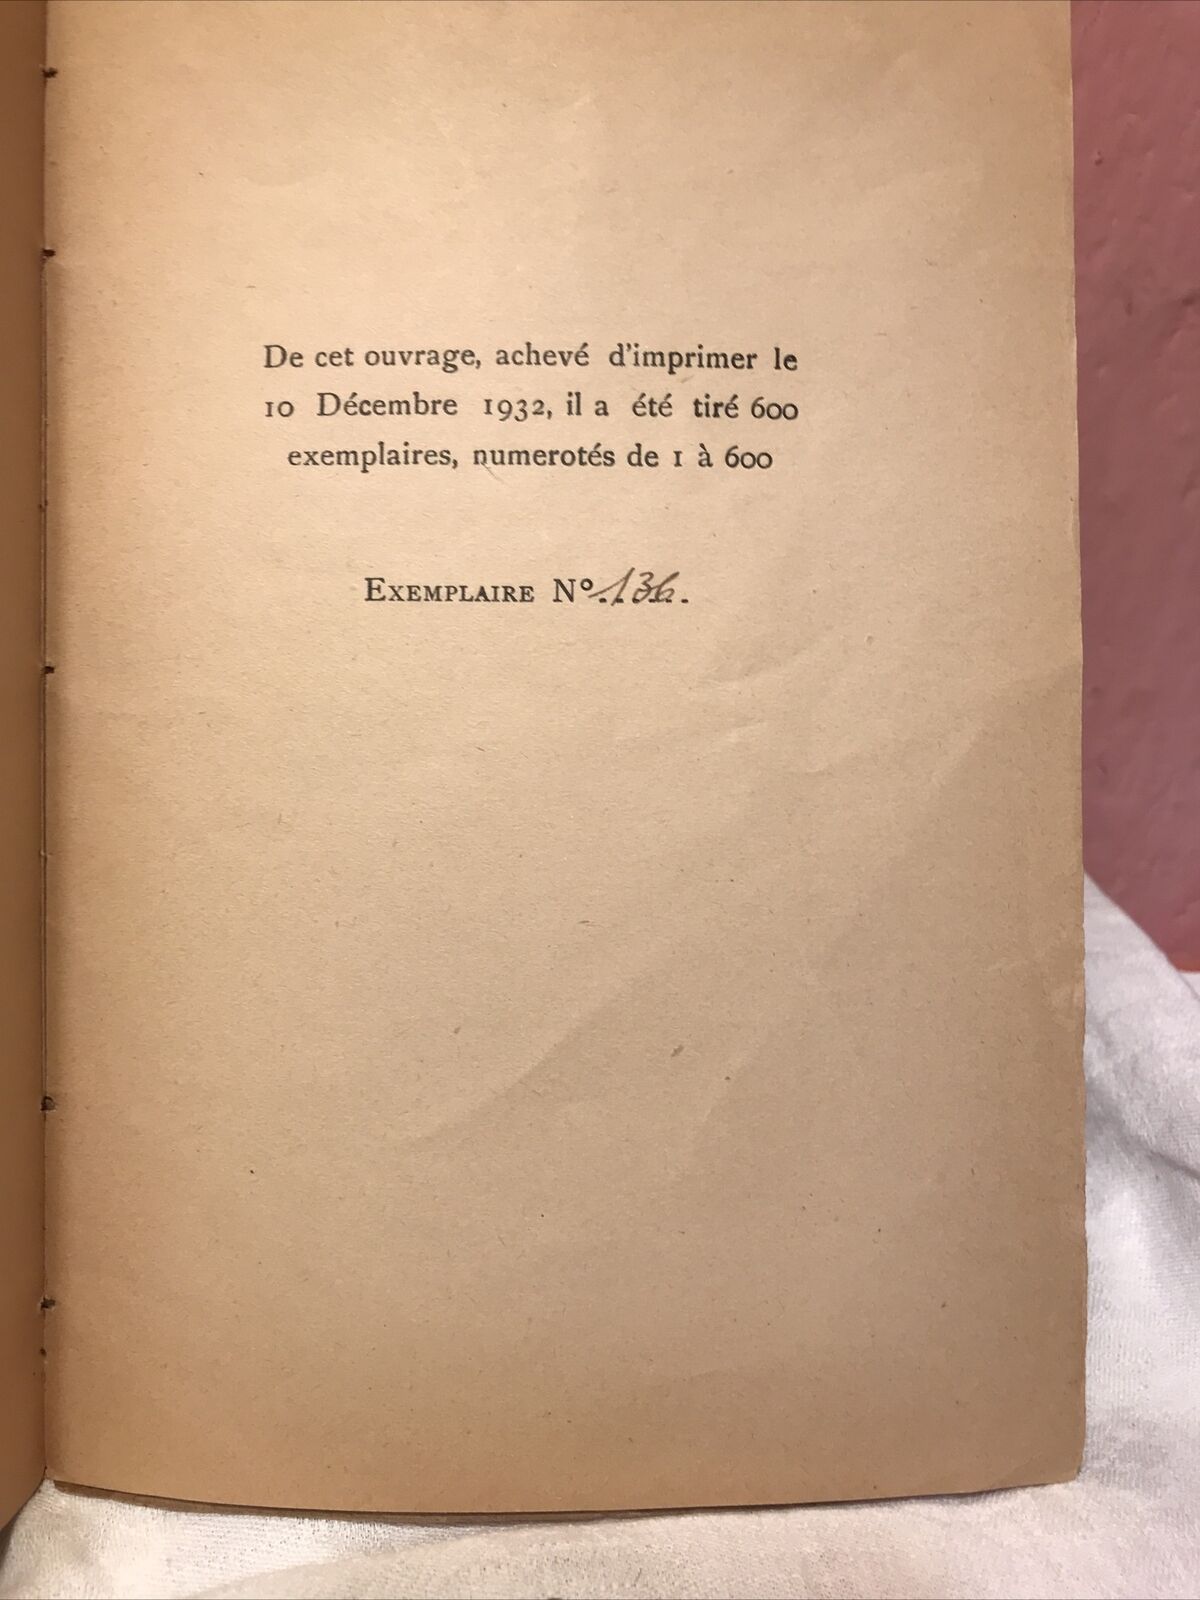 De cet ouvrage, achevé d'imprimer le
10 Décembre 1932, il a été tiré 600
exemplaires, numerotés de 1 à 600
Exemplaire Nº. 136.